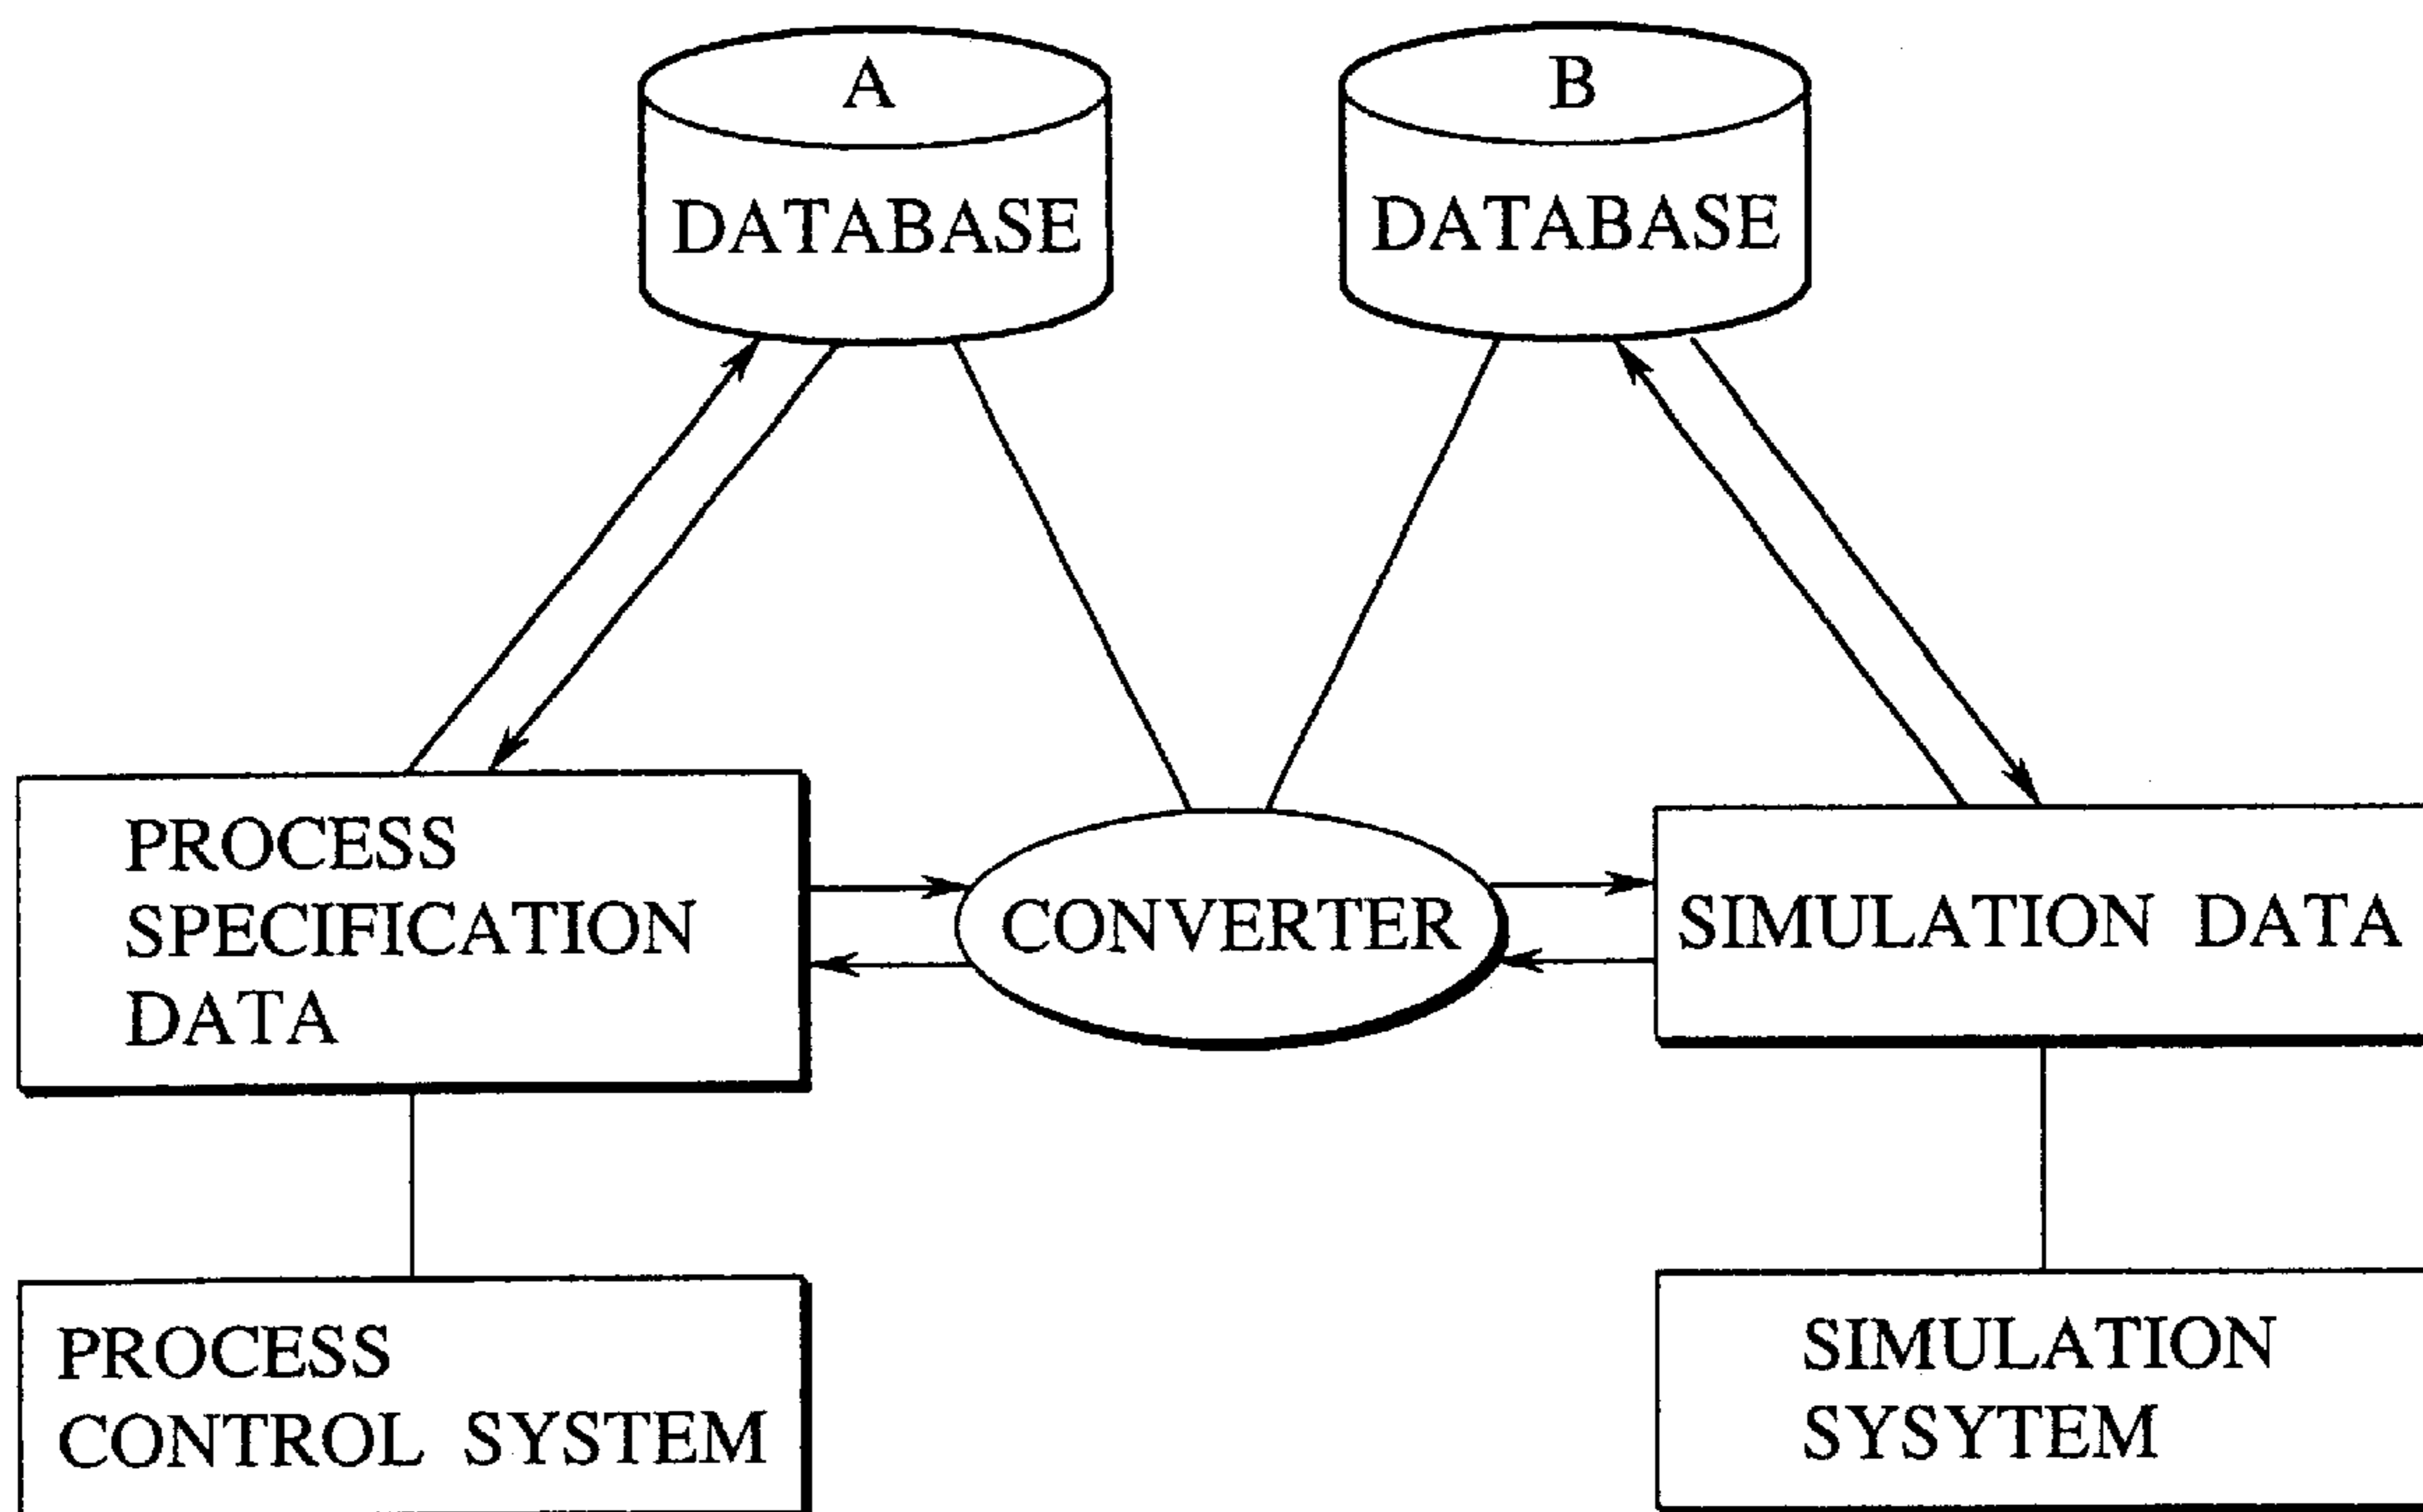 A
DATABASE
B
DATABASE
PROCESS
SPECIFICATION
DATA
CONVERTER
SIMULATION DATA
PROCESS
CONTROL SYSTEM
SIMULATION
SYSYTEM